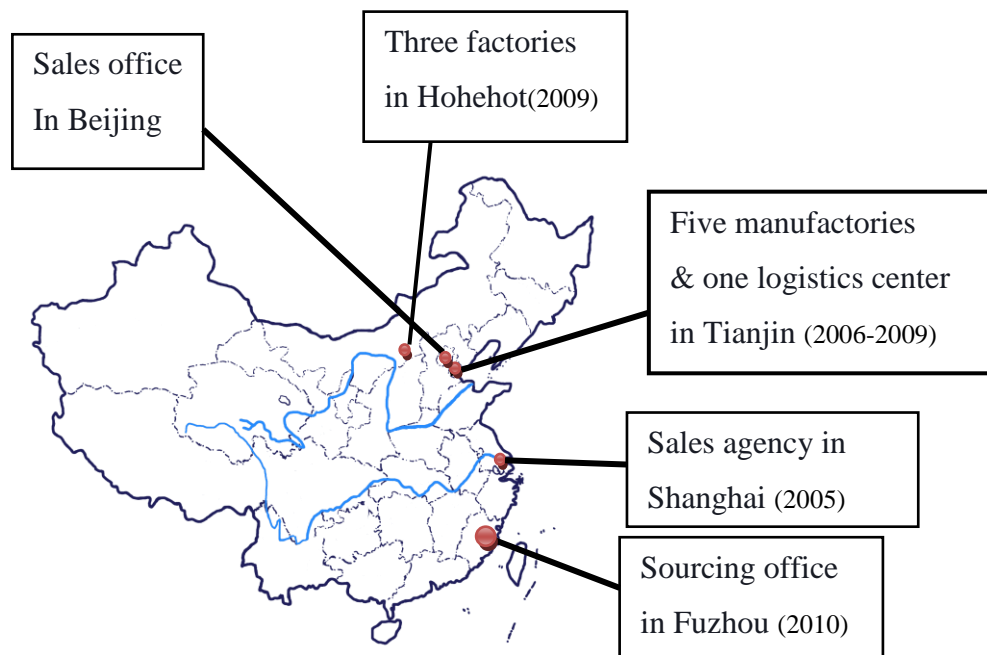 Sales office
In Beijing
Three factories
in Hohehot(2009)
Five manufactories
& one logistics center
in Tianjin (2006-2009)
Sales agency in
Shanghai (2005)
Sourcing office
in Fuzhou (2010)